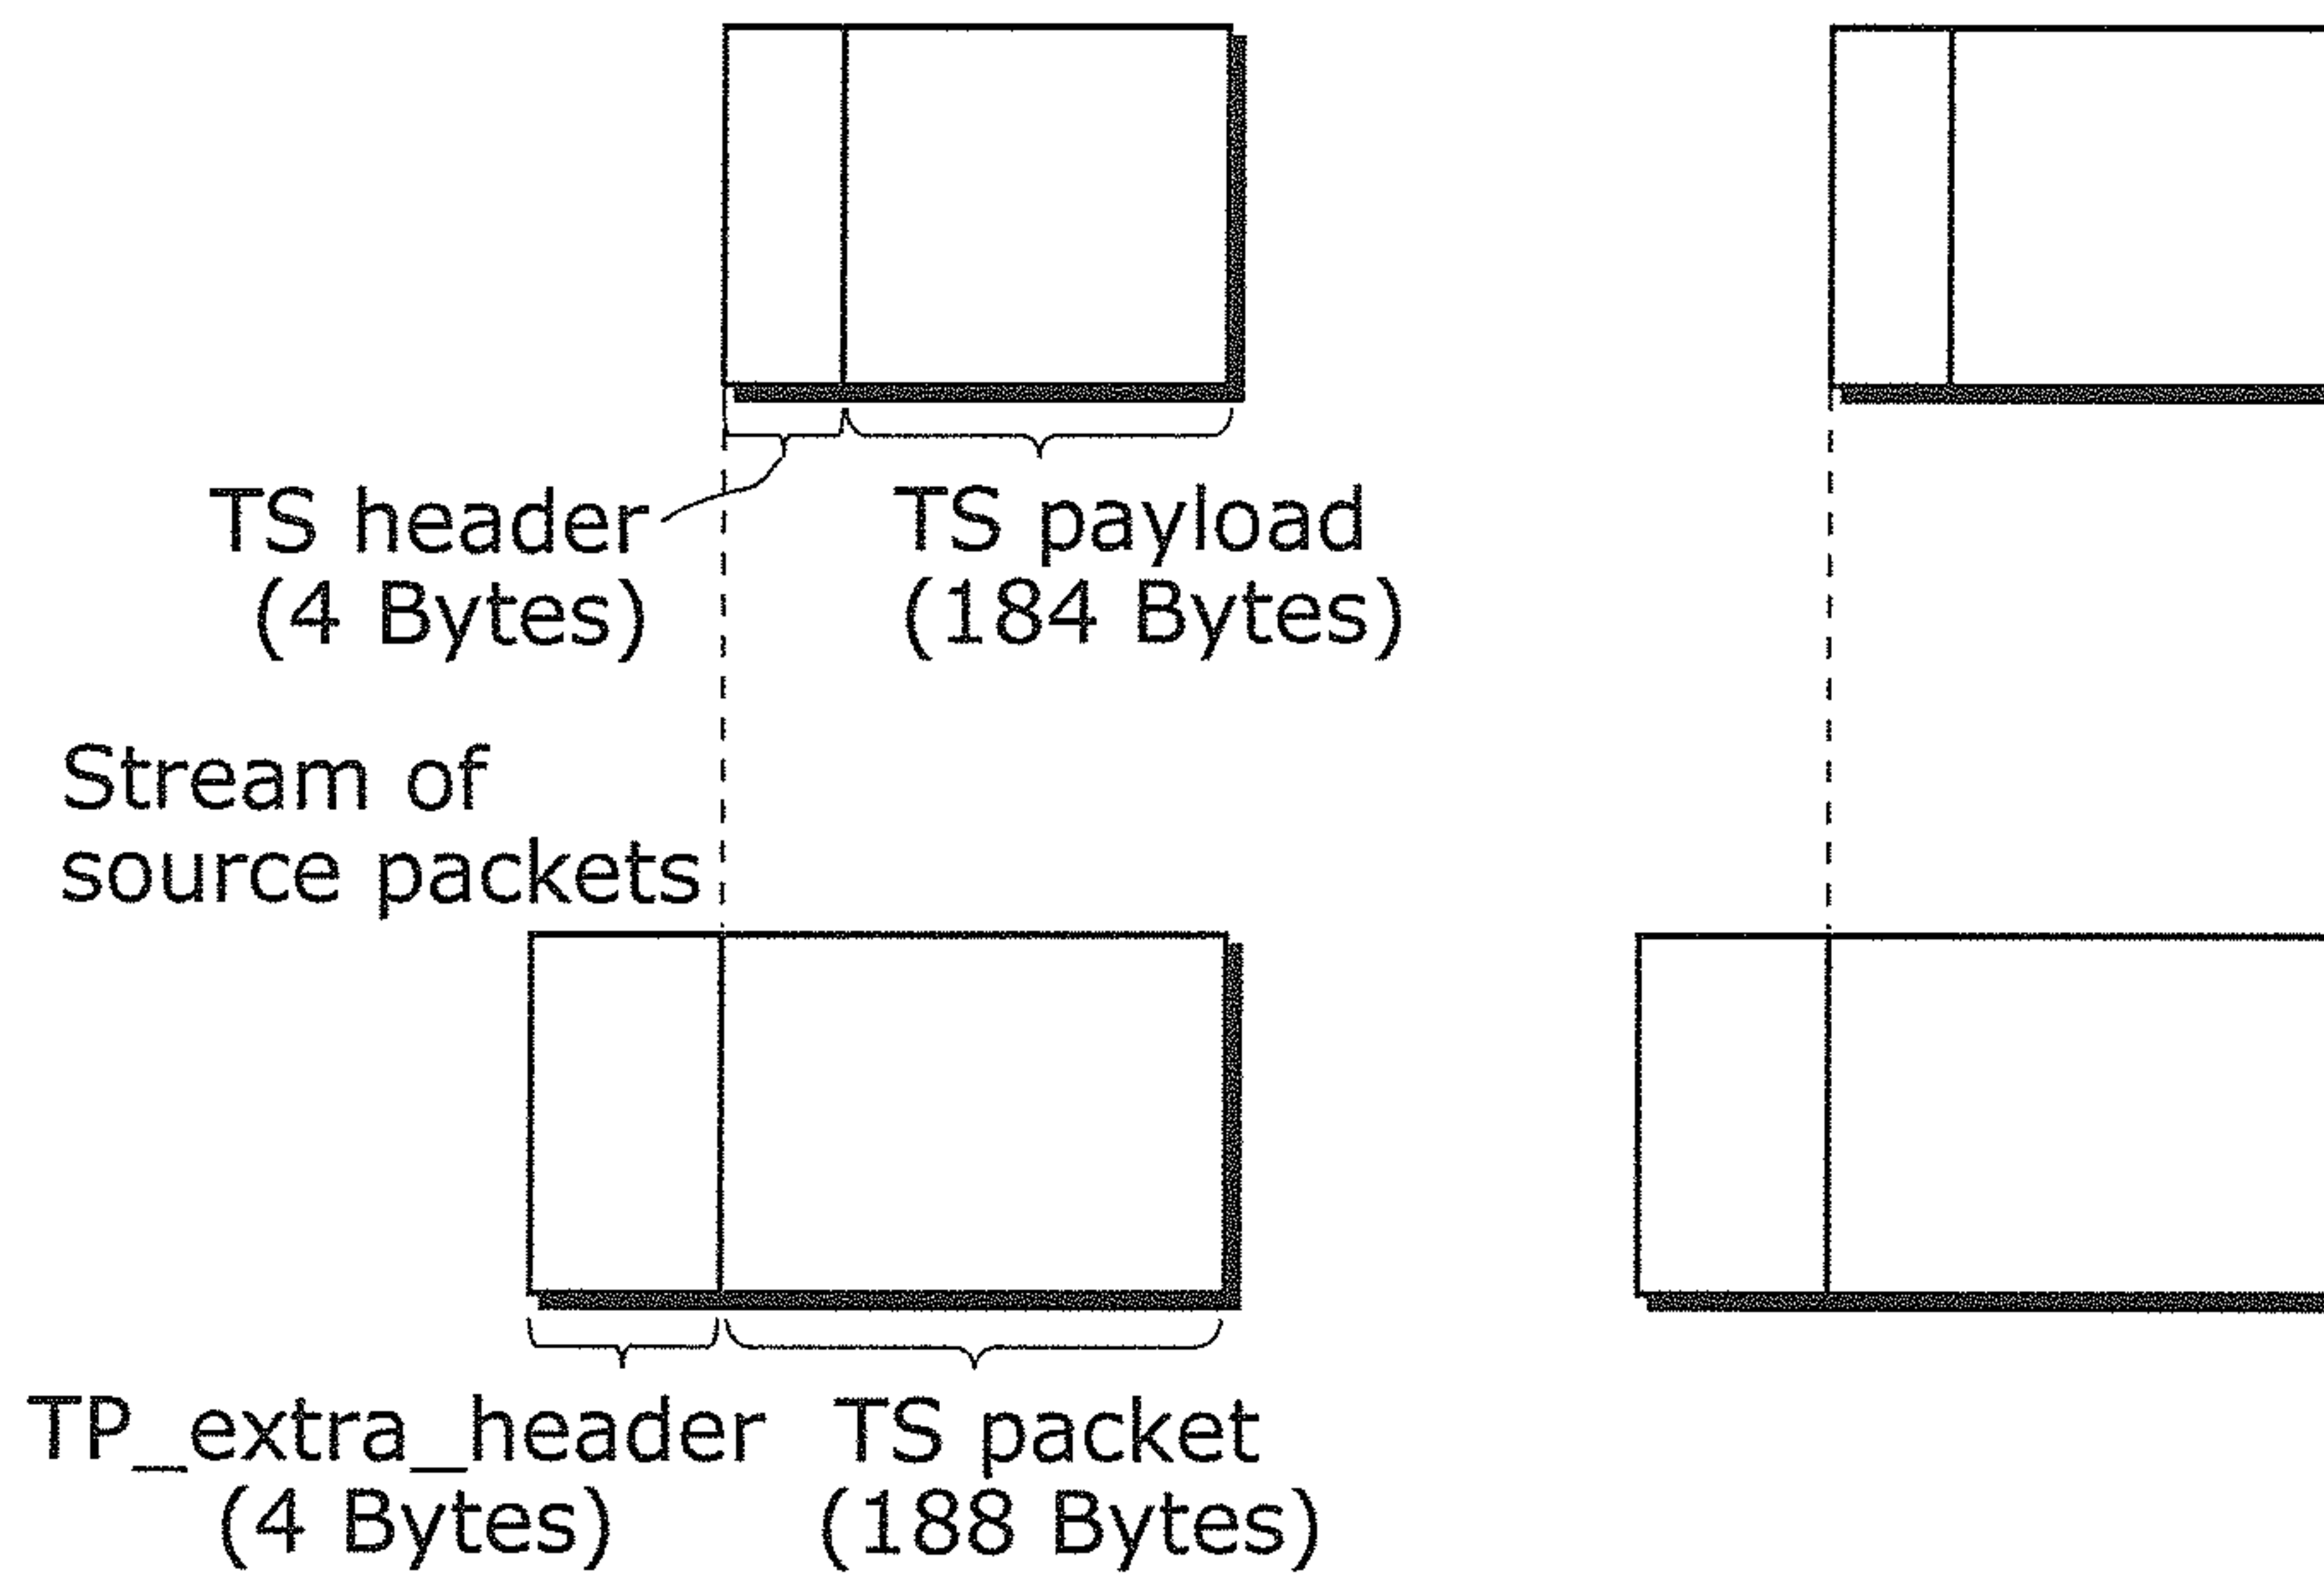 TS header
(4 Bytes)
TS payload
(184 Bytes)
Stream of
source packets
TP_extra_header
(4 Bytes)
TS packet
(188 Bytes)